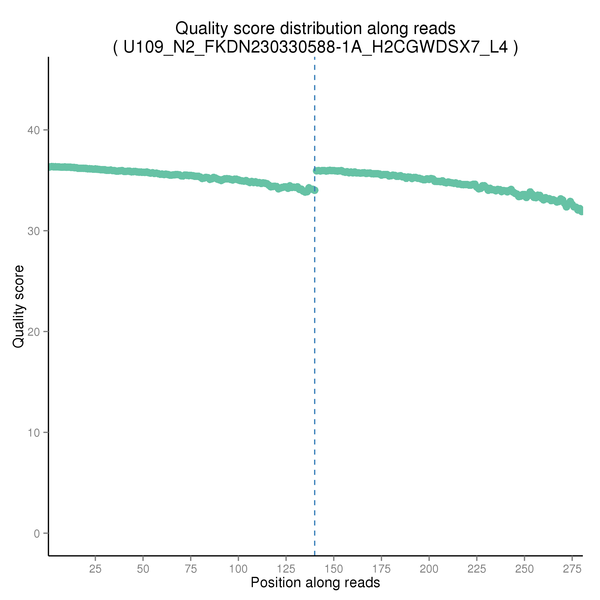 Quality score distribution along reads
( U109_N2_FKDN230330588-1A_H2CGWDSX7_L4 )
Quality score
40
30
20
10
0
25 50 75 100 125 150 175 200 225 250 275
Position along reads